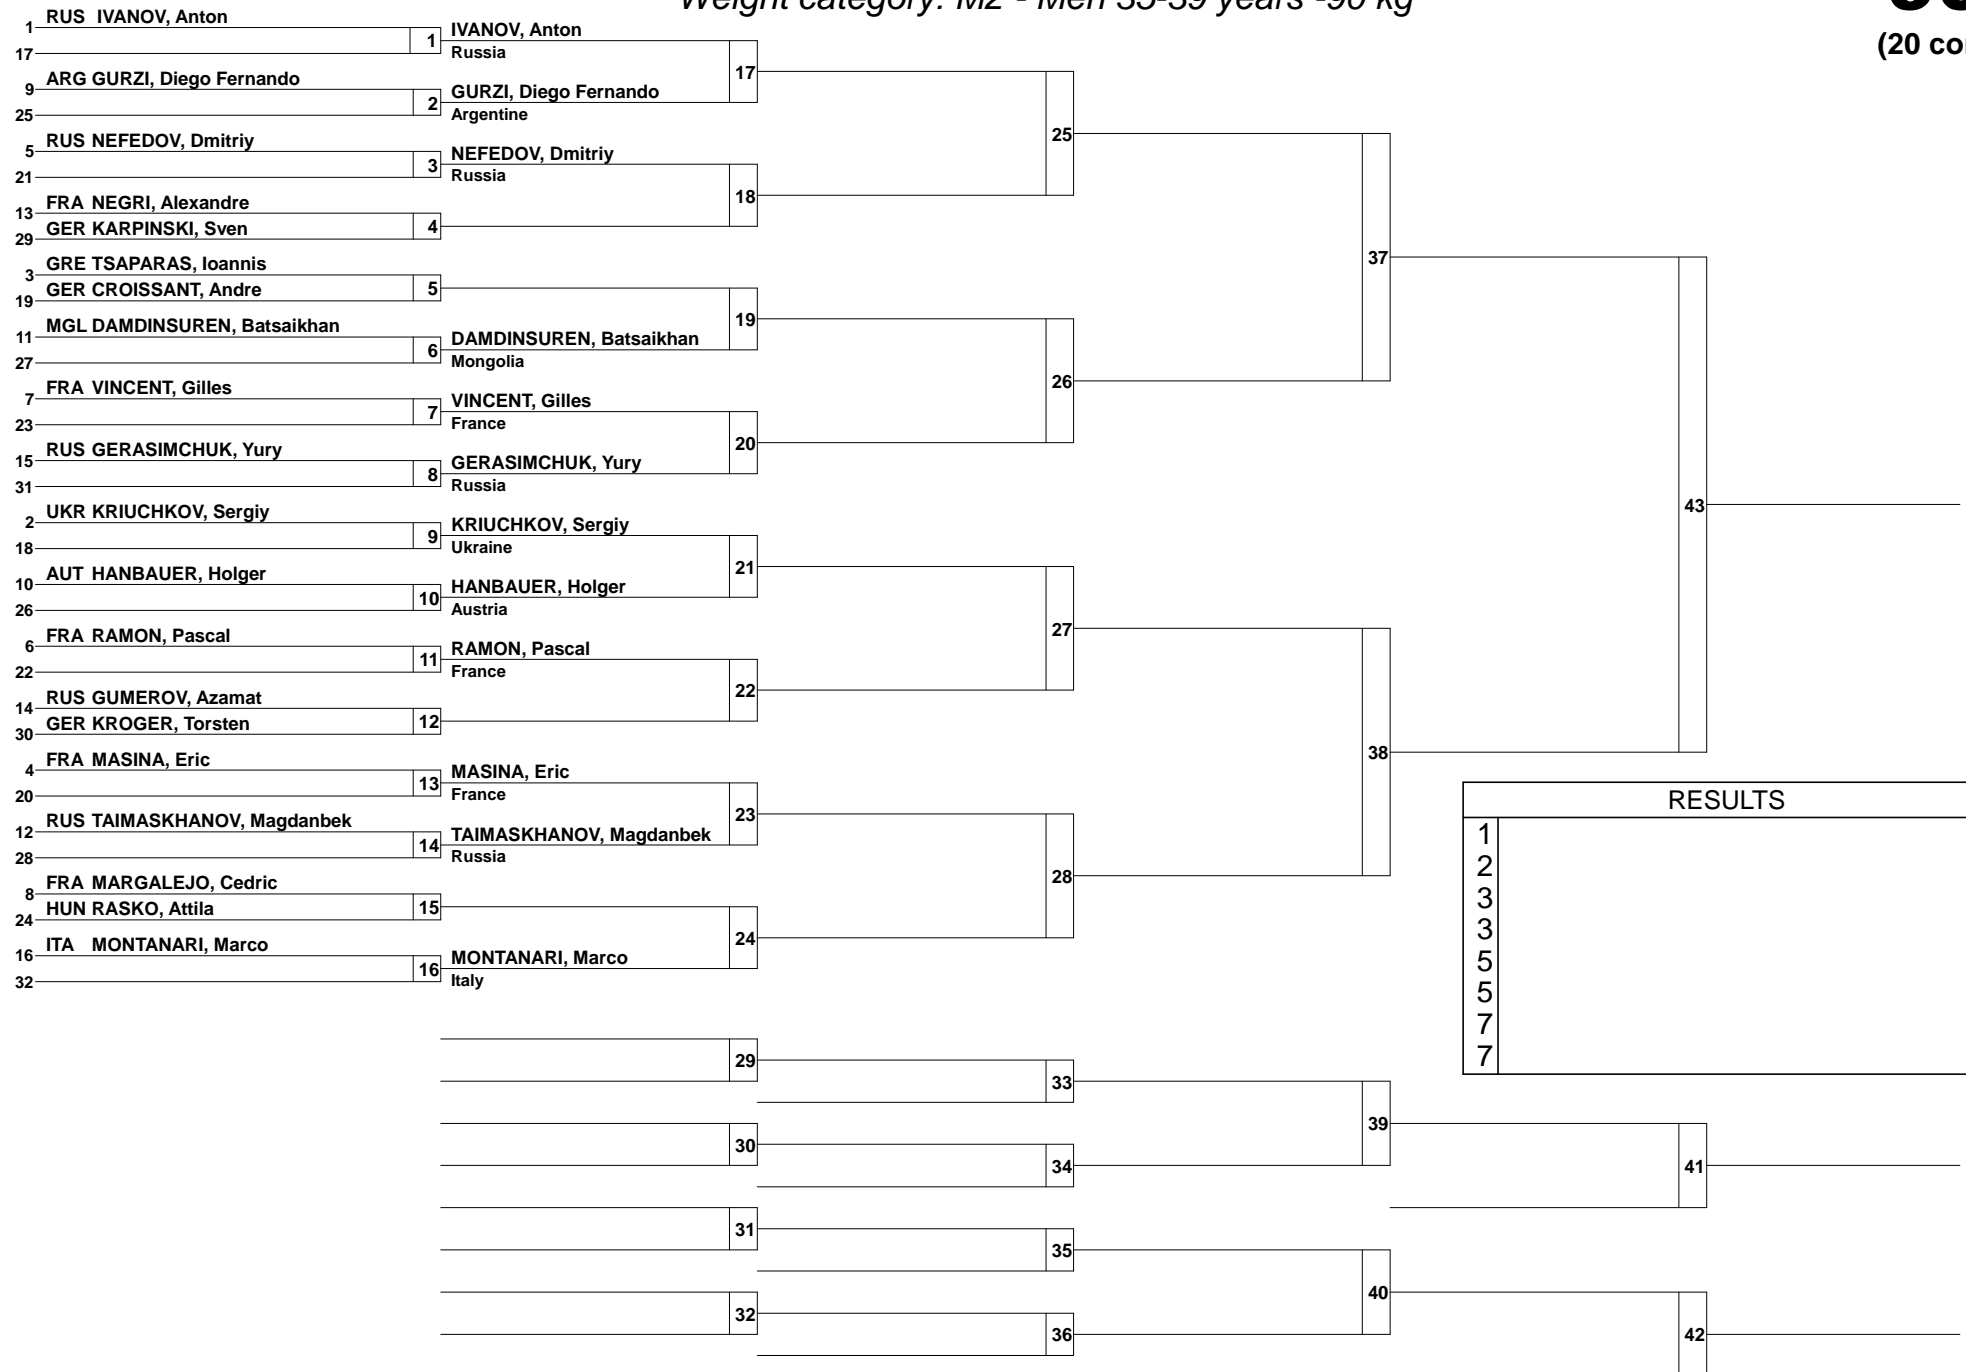 Weight category: M2 - Men 35-39 years -90 kg
1 RUS IVANOV, Anton
17
1
IVANOV, Anton
Russia
9 ARG GURZI, Diego Fernando
25
2
GURZI, Diego Fernando
Argentine
17
5 RUS NEFEDOV, Dmitriy
21
3
NEFEDOV, Dmitriy
Russia
13 FRA NEGRI, Alexandre
29 GER KARPINSKI, Sven
4
18
25
3 GRE TSAPARAS, Ioannis
19 GER CROISSANT, Andre
5
11 MGL DAMDINSUREN, Batsaikhan
27
6
DAMDINSUREN, Batsaikhan
Mongolia
19
7 FRA VINCENT, Gilles
23
7
VINCENT, Gilles
France
15 RUS GERASIMCHUK, Yury
31
8
GERASIMCHUK, Yury
Russia
20
26
37
2 UKR KRIUCHKOV, Sergiy
18
9
KRIUCHKOV, Sergiy
Ukraine
10 AUT HANBAUER, Holger
26
10
HANBAUER, Holger
Austria
21
6 FRA RAMON, Pascal
22
11
RAMON, Pascal
France
14 RUS GUMEROV, Azamat
30 GER KROGER, Torsten
12
22
27
4 FRA MASINA, Eric
20
13
MASINA, Eric
France
12 RUS TAIMASKHANOV, Magdanbek
28
14
TAIMASKHANOV, Magdanbek
Russia
23
8 FRA MARGALEJO, Cedric
24 HUN RASKO, Attila
15
16 ITA MONTANARI, Marco
32
16
MONTANARI, Marco
Italy
24
28
38
43
(20 co
RESULTS
1
2
3
3
5
5
7
7
29
33
30
34
39
41
31
35
32
36
40
42